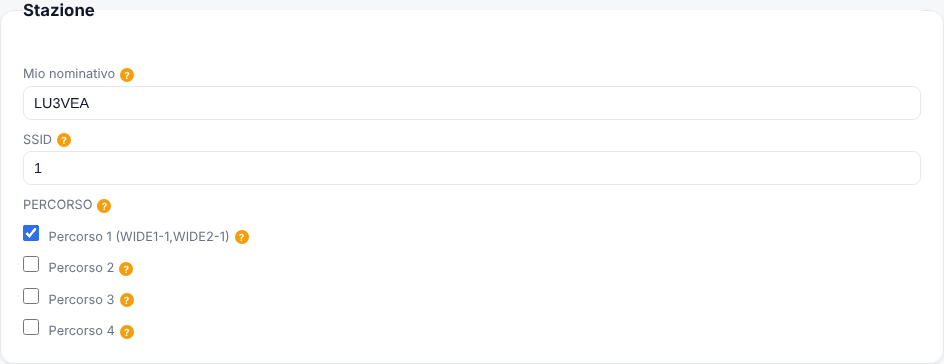 Stazione
Mio nominativo ?
LU3VEA
SSID ?
1
PERCORSO ?
Percorso 1 (WIDE1-1,WIDE2-1) ?
Percorso 2 ?
Percorso 3 ?
Percorso 4 ?